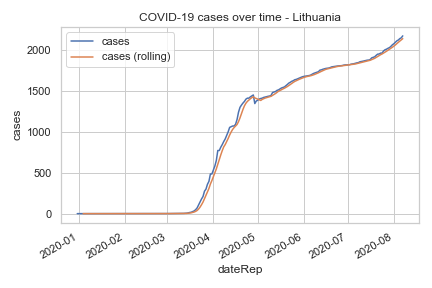 COVID-19 cases over time - Lithuania
cases
cases (rolling)
2000
1500
1000
500
0
cases
2020-01
2020-02
2020-03
2020-04
2020-05
2020-06
2020-07
2020-08
dateRep